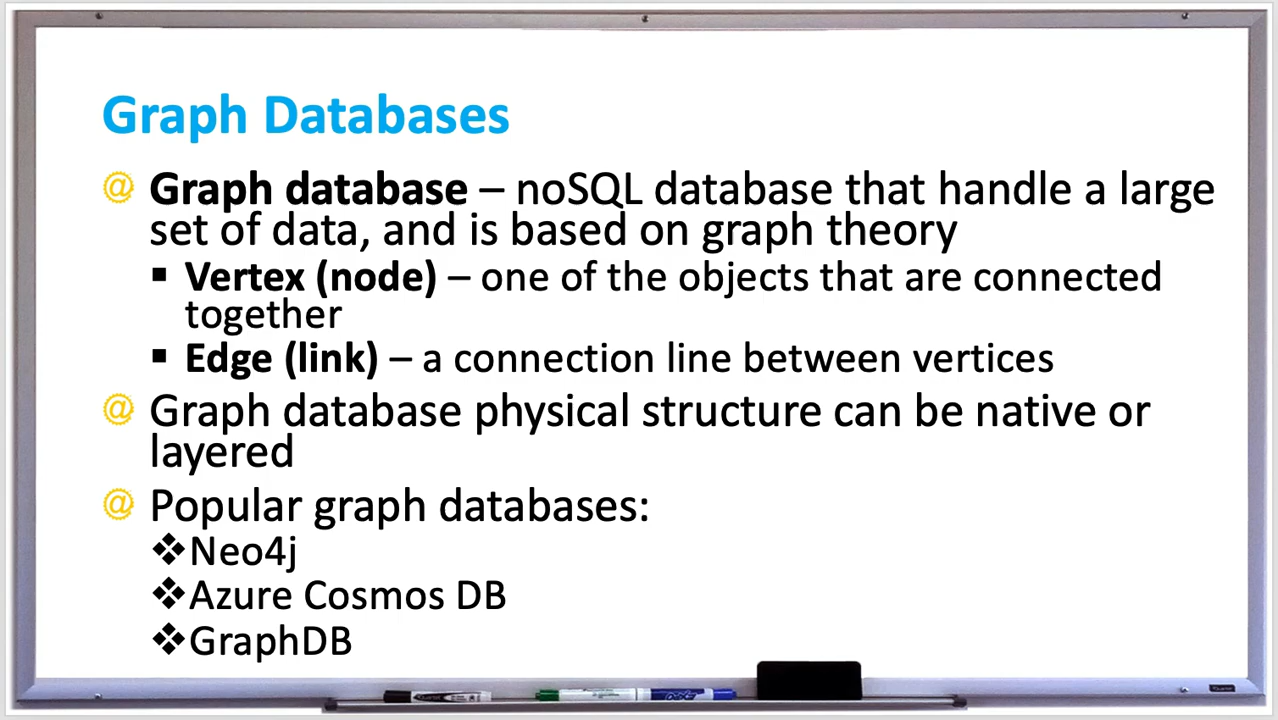 Graph Databases
@ Graph database – noSQL database that handle a large
set of data, and is based on graph theory
▪ Vertex (node) – one of the objects that are connected
together
▪ Edge (link) – a connection line between vertices
@ Graph database physical structure can be native or
layered
@ Popular graph databases:
❖Neo4j
❖Azure Cosmos DB
❖GraphDB